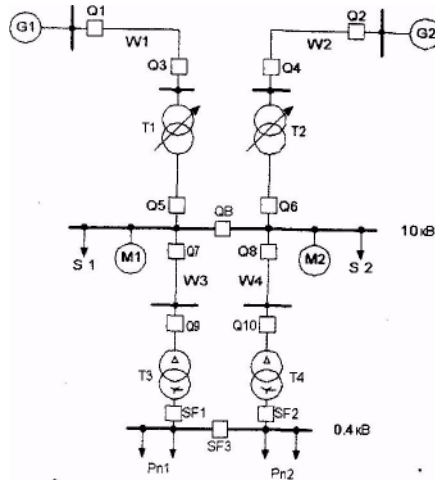 Q1
Q2
G1
G2
W1
W2
Q3
Q4
T1
T2
Q5
QB
Q6
10 кВ
S 1
M1
Q7
Q8
M2
S 2
W3
W4
Q9
Q10
T3
T4
SF1
SF2
SF3
0.4 кВ
Pn1
Pn2